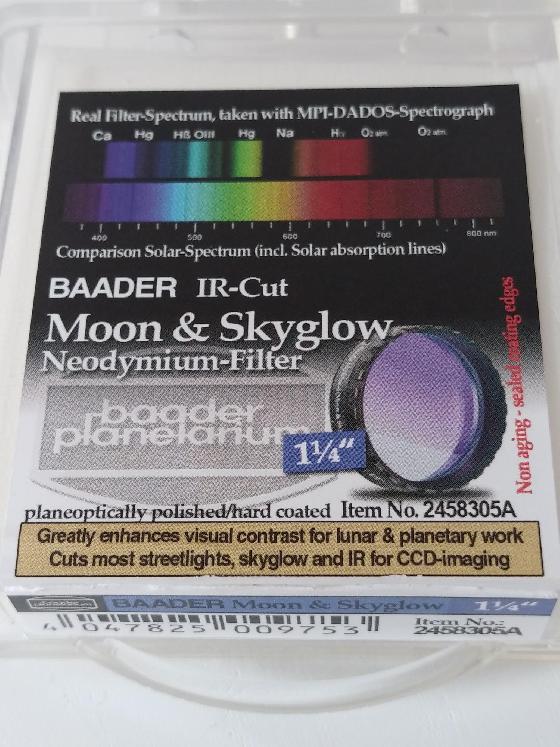 Real Filter-Spectrum, taken with MPI-DADOS-Spectrograph
Ca Hg Hß OIII Hg Na Hα O₂ atm. O₂ atm.
400 500 600 700 800 nm
Comparison Solar-Spectrum (incl. Solar absorption lines)
BAADER IR-Cut
Moon & Skyglow
Neodymium-Filter
baader
planetarium
1¼“
Non aging - sealed coating edges
planeoptically polished/hard coated Item No. 2458305A
Greatly enhances visual contrast for lunar & planetary work
Cuts most streetlights, skyglow and IR for CCD-imaging
BAADER Moon & Skyglow 1¼“
4 047825 009753
Item No.:
2458305A